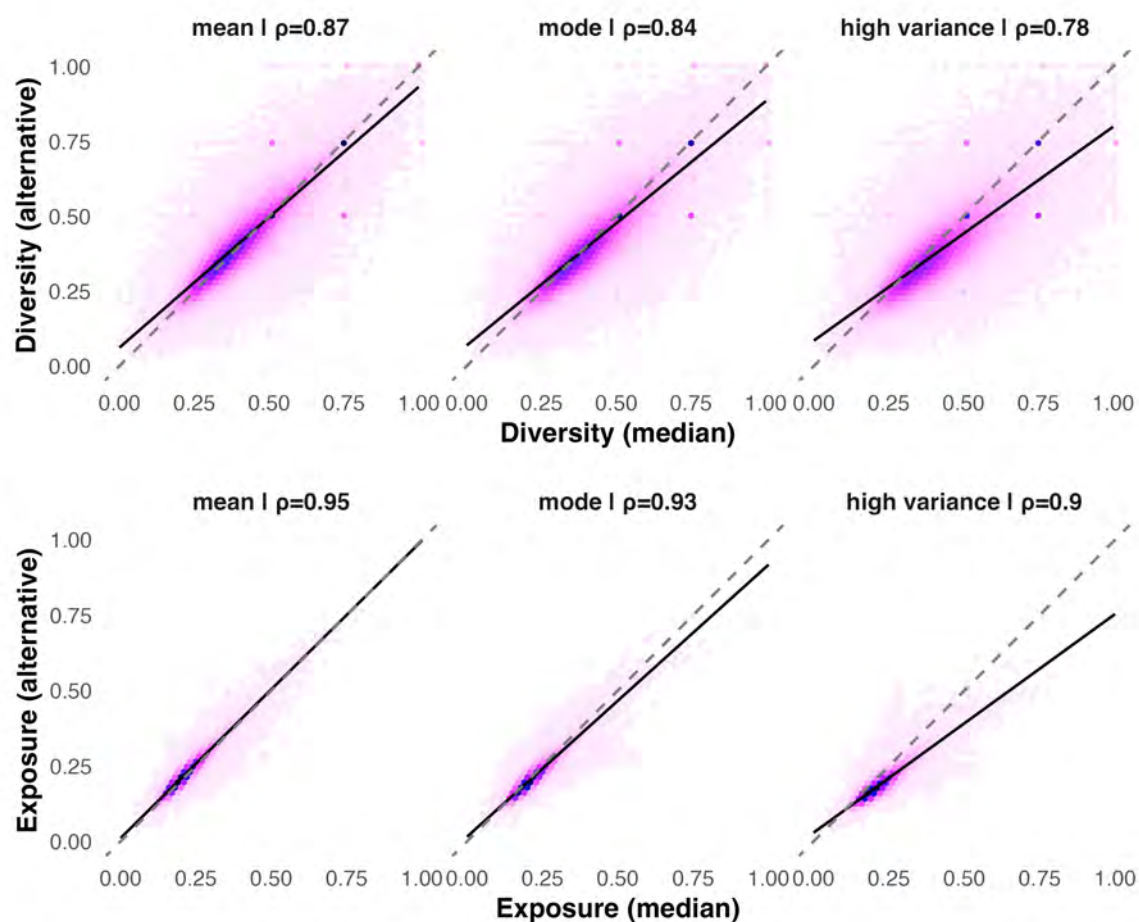 mean | ρ=0.87 mode | ρ=0.84 high variance | ρ=0.78
Diversity (alternative)
1.00
0.75
0.50
0.25
0.00
0.00 0.25 0.50 0.75 1.00 0.00 0.25 0.50 0.75 1.00 0.00 0.25 0.50 0.75 1.00
Diversity (median)
mean | ρ=0.95 mode | ρ=0.93 high variance | ρ=0.9
Exposure (alternative)
1.00
0.75
0.50
0.25
0.00
0.00 0.25 0.50 0.75 1.00 0.00 0.25 0.50 0.75 1.00 0.00 0.25 0.50 0.75 1.00
Exposure (median)